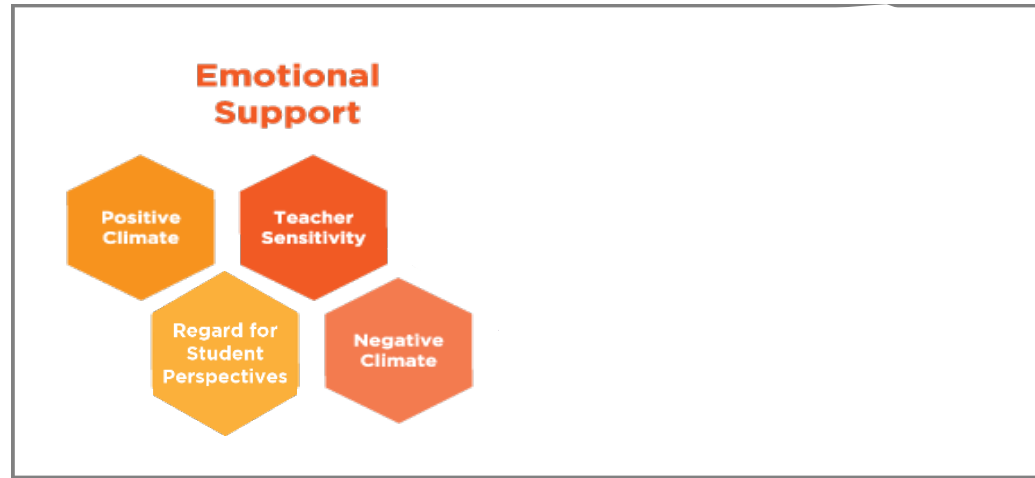 Emotional
Support
Positive
Climate
Teacher
Sensitivity
Regard for
Student
Perspectives
Negative
Climate